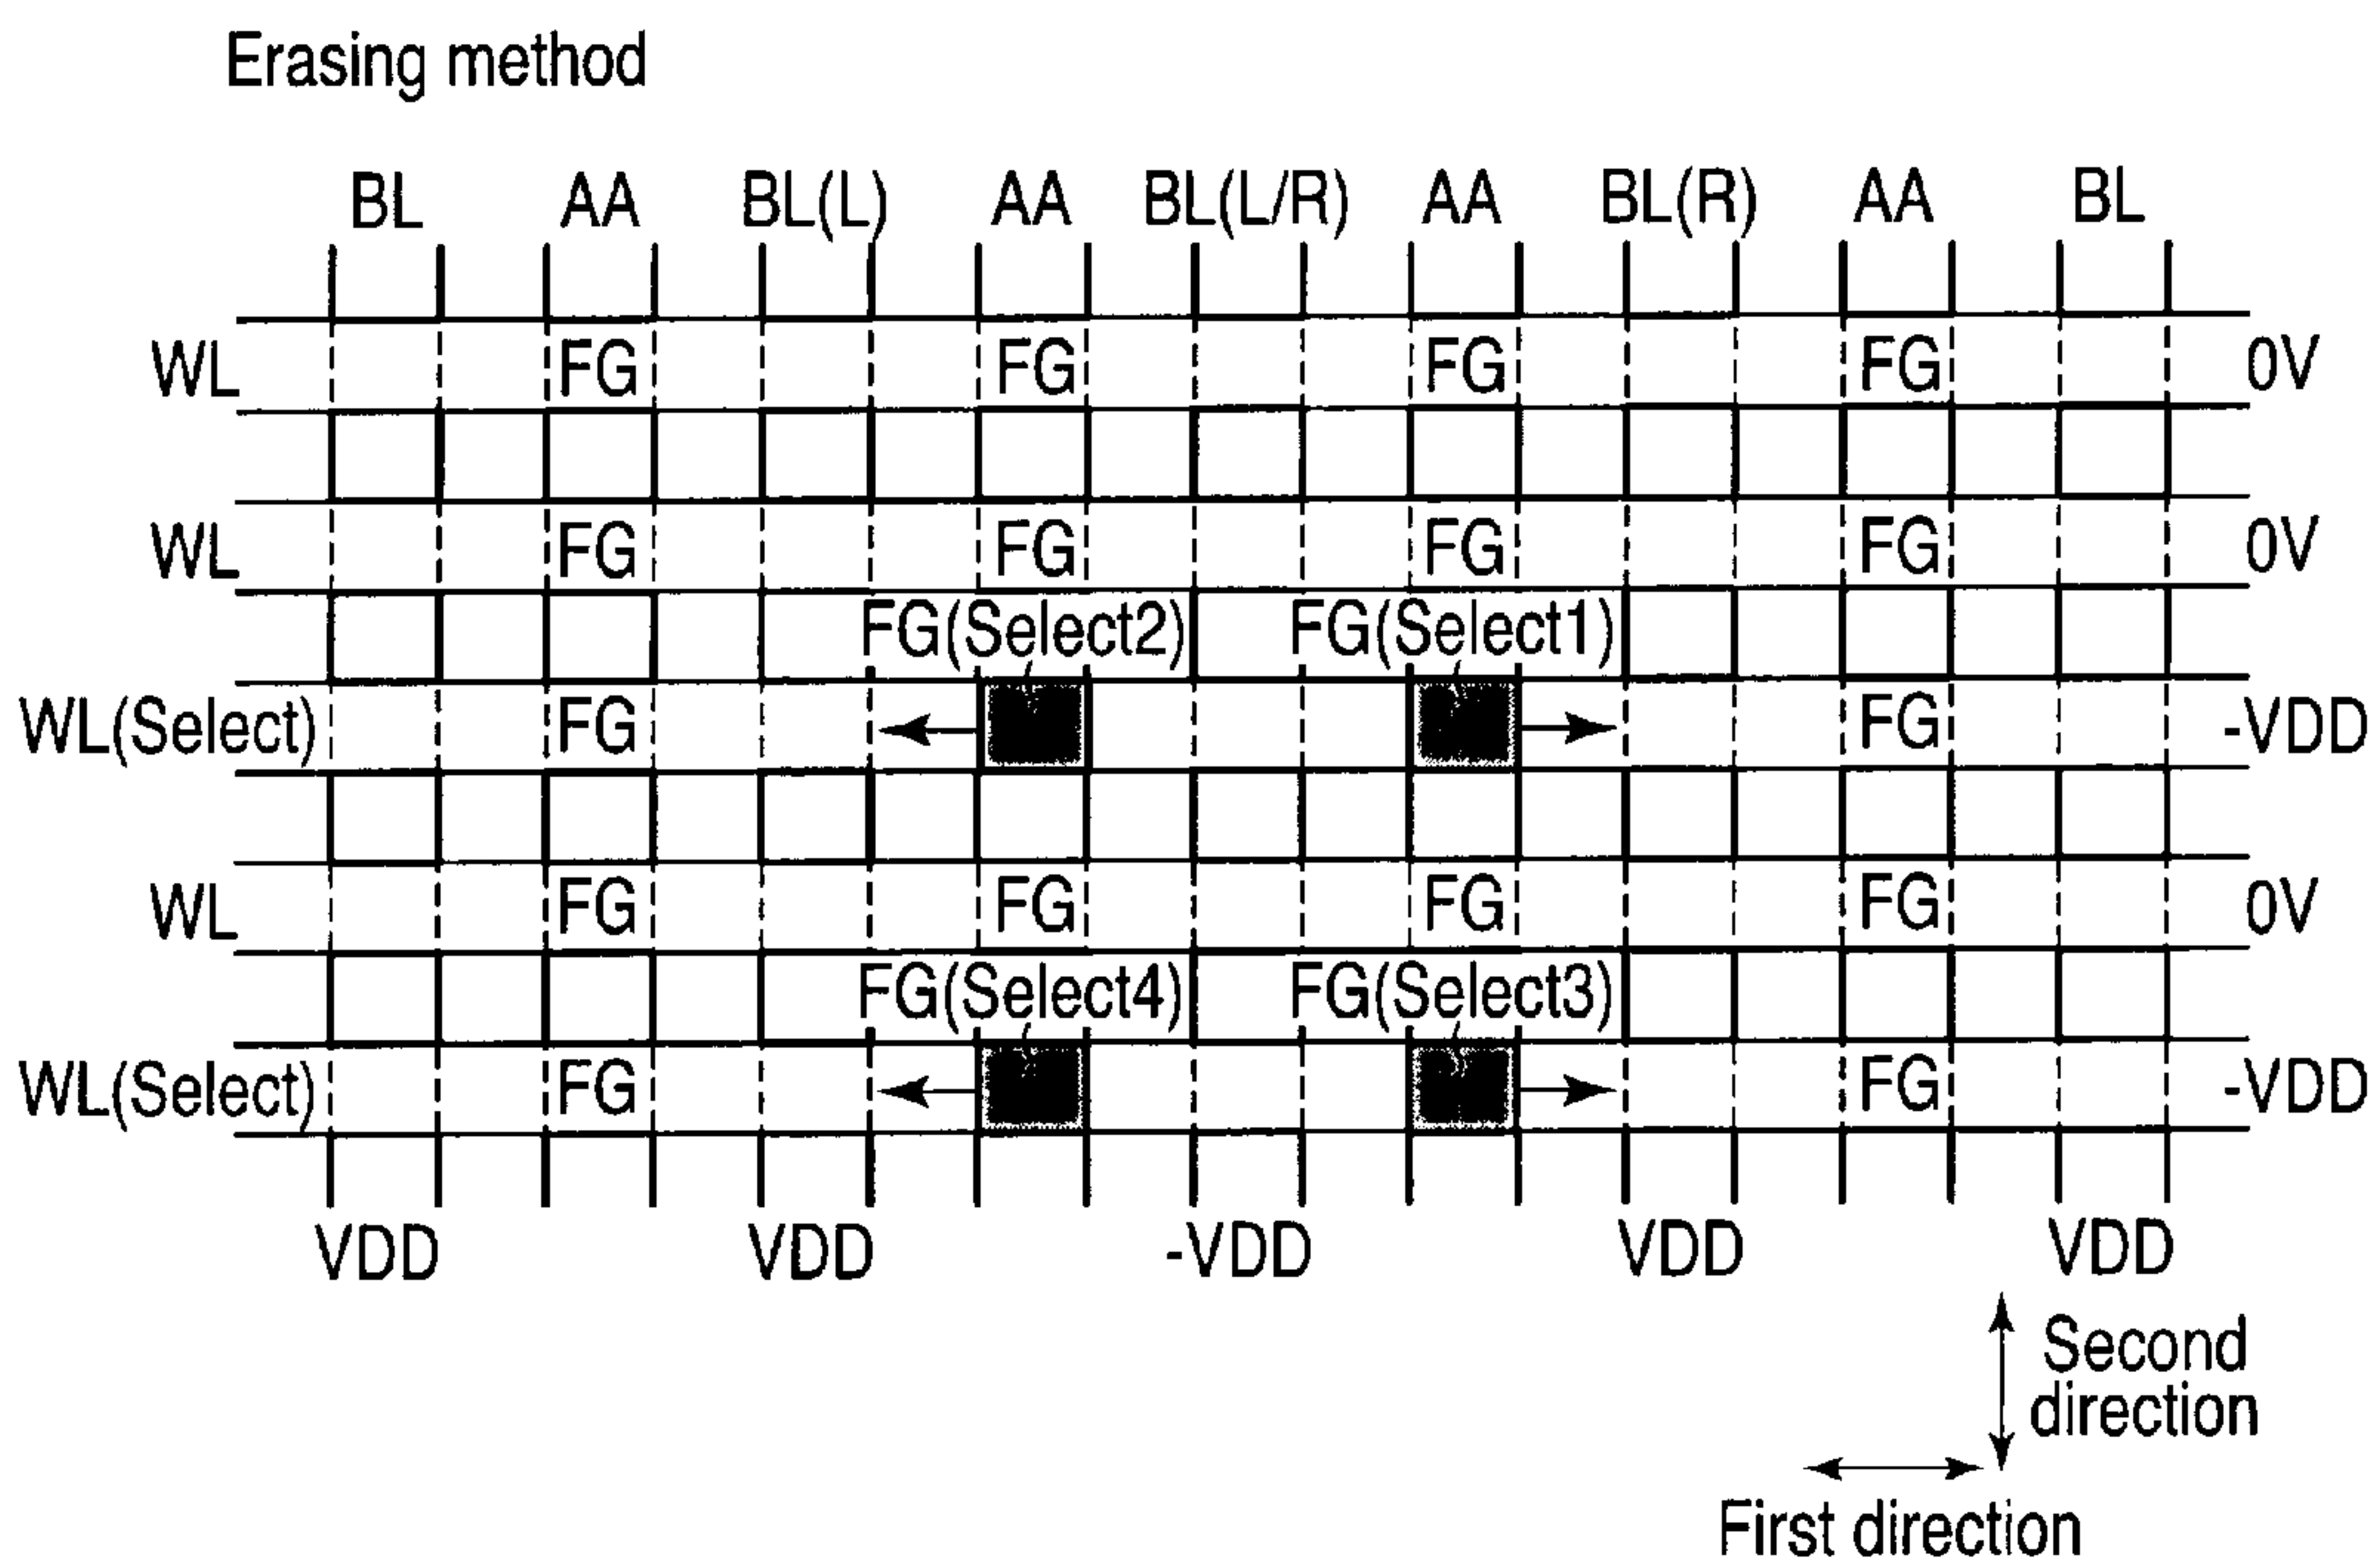 Erasing method
BL AA BL(L) AA BL(L/R) AA BL(R) AA BL
WL FG FG FG FG 0V
WL FG FG FG FG 0V
FG(Select2) FG(Select1)
WL(Select) FG FG -VDD
WL FG FG FG FG 0V
FG(Select4) FG(Select3)
WL(Select) FG FG -VDD
VDD VDD -VDD VDD VDD
Second
direction
First direction